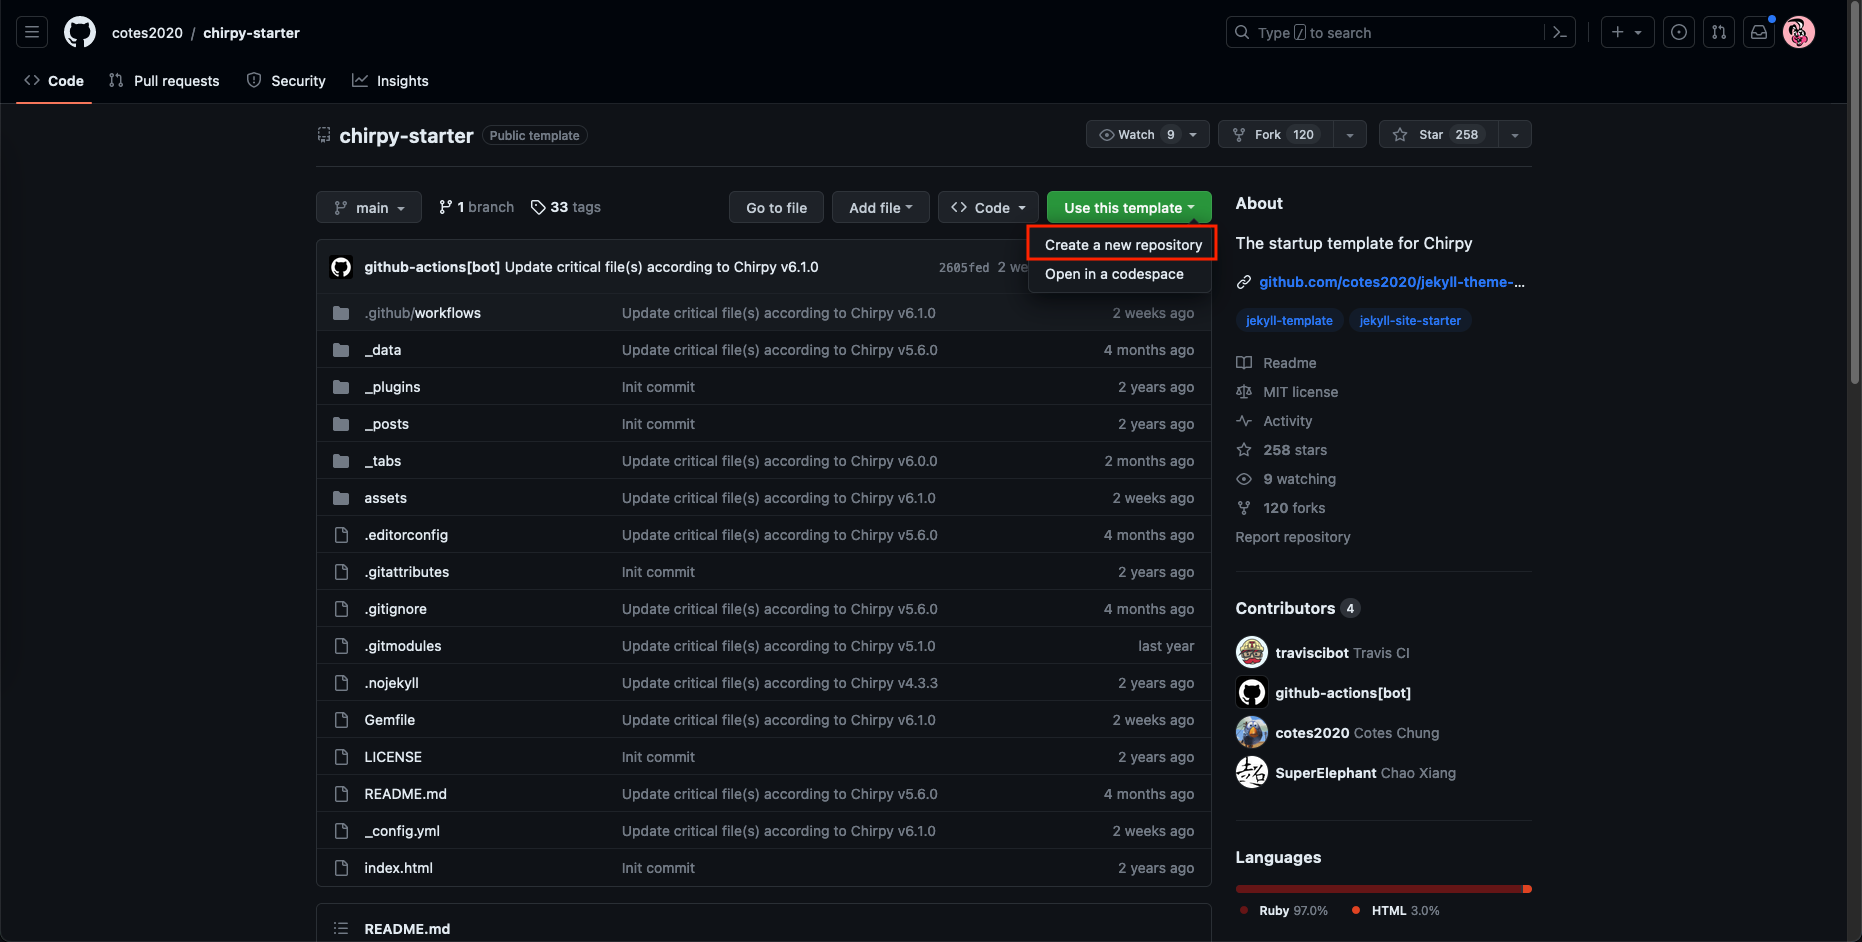 cotes2020 / chirpy-starter
Type / to search
Code
Pull requests
Security
Insights
chirpy-starter Public template
Watch 9
Fork 120
Star 258
main
1 branch
33 tags
Go to file
Add file
Code
Use this template
Create a new repository
Open in a codespace
github-actions[bot] Update critical file(s) according to Chirpy v6.1.0 2605fed 2 we
.github/workflows Update critical file(s) according to Chirpy v6.1.0 2 weeks ago
_data Update critical file(s) according to Chirpy v5.6.0 4 months ago
_plugins Init commit 2 years ago
_posts Init commit 2 years ago
_tabs Update critical file(s) according to Chirpy v6.0.0 2 months ago
assets Update critical file(s) according to Chirpy v6.1.0 2 weeks ago
.editorconfig Update critical file(s) according to Chirpy v5.6.0 4 months ago
.gitattributes Init commit 2 years ago
.gitignore Update critical file(s) according to Chirpy v5.6.0 4 months ago
.gitmodules Update critical file(s) according to Chirpy v5.1.0 last year
.nojekyll Update critical file(s) according to Chirpy v4.3.3 2 years ago
Gemfile Update critical file(s) according to Chirpy v6.1.0 2 weeks ago
LICENSE Init commit 2 years ago
README.md Update critical file(s) according to Chirpy v5.6.0 4 months ago
_config.yml Update critical file(s) according to Chirpy v6.1.0 2 weeks ago
index.html Init commit 2 years ago
README.md
About
The startup template for Chirpy
github.com/cotes2020/jekyll-theme-...
jekyll-template jekyll-site-starter
Readme
MIT license
Activity
258 stars
9 watching
120 forks
Report repository
Contributors 4
traviscibot Travis CI
github-actions[bot]
cotes2020 Cotes Chung
SuperElephant Chao Xiang
Languages
Ruby 97.0% HTML 3.0%